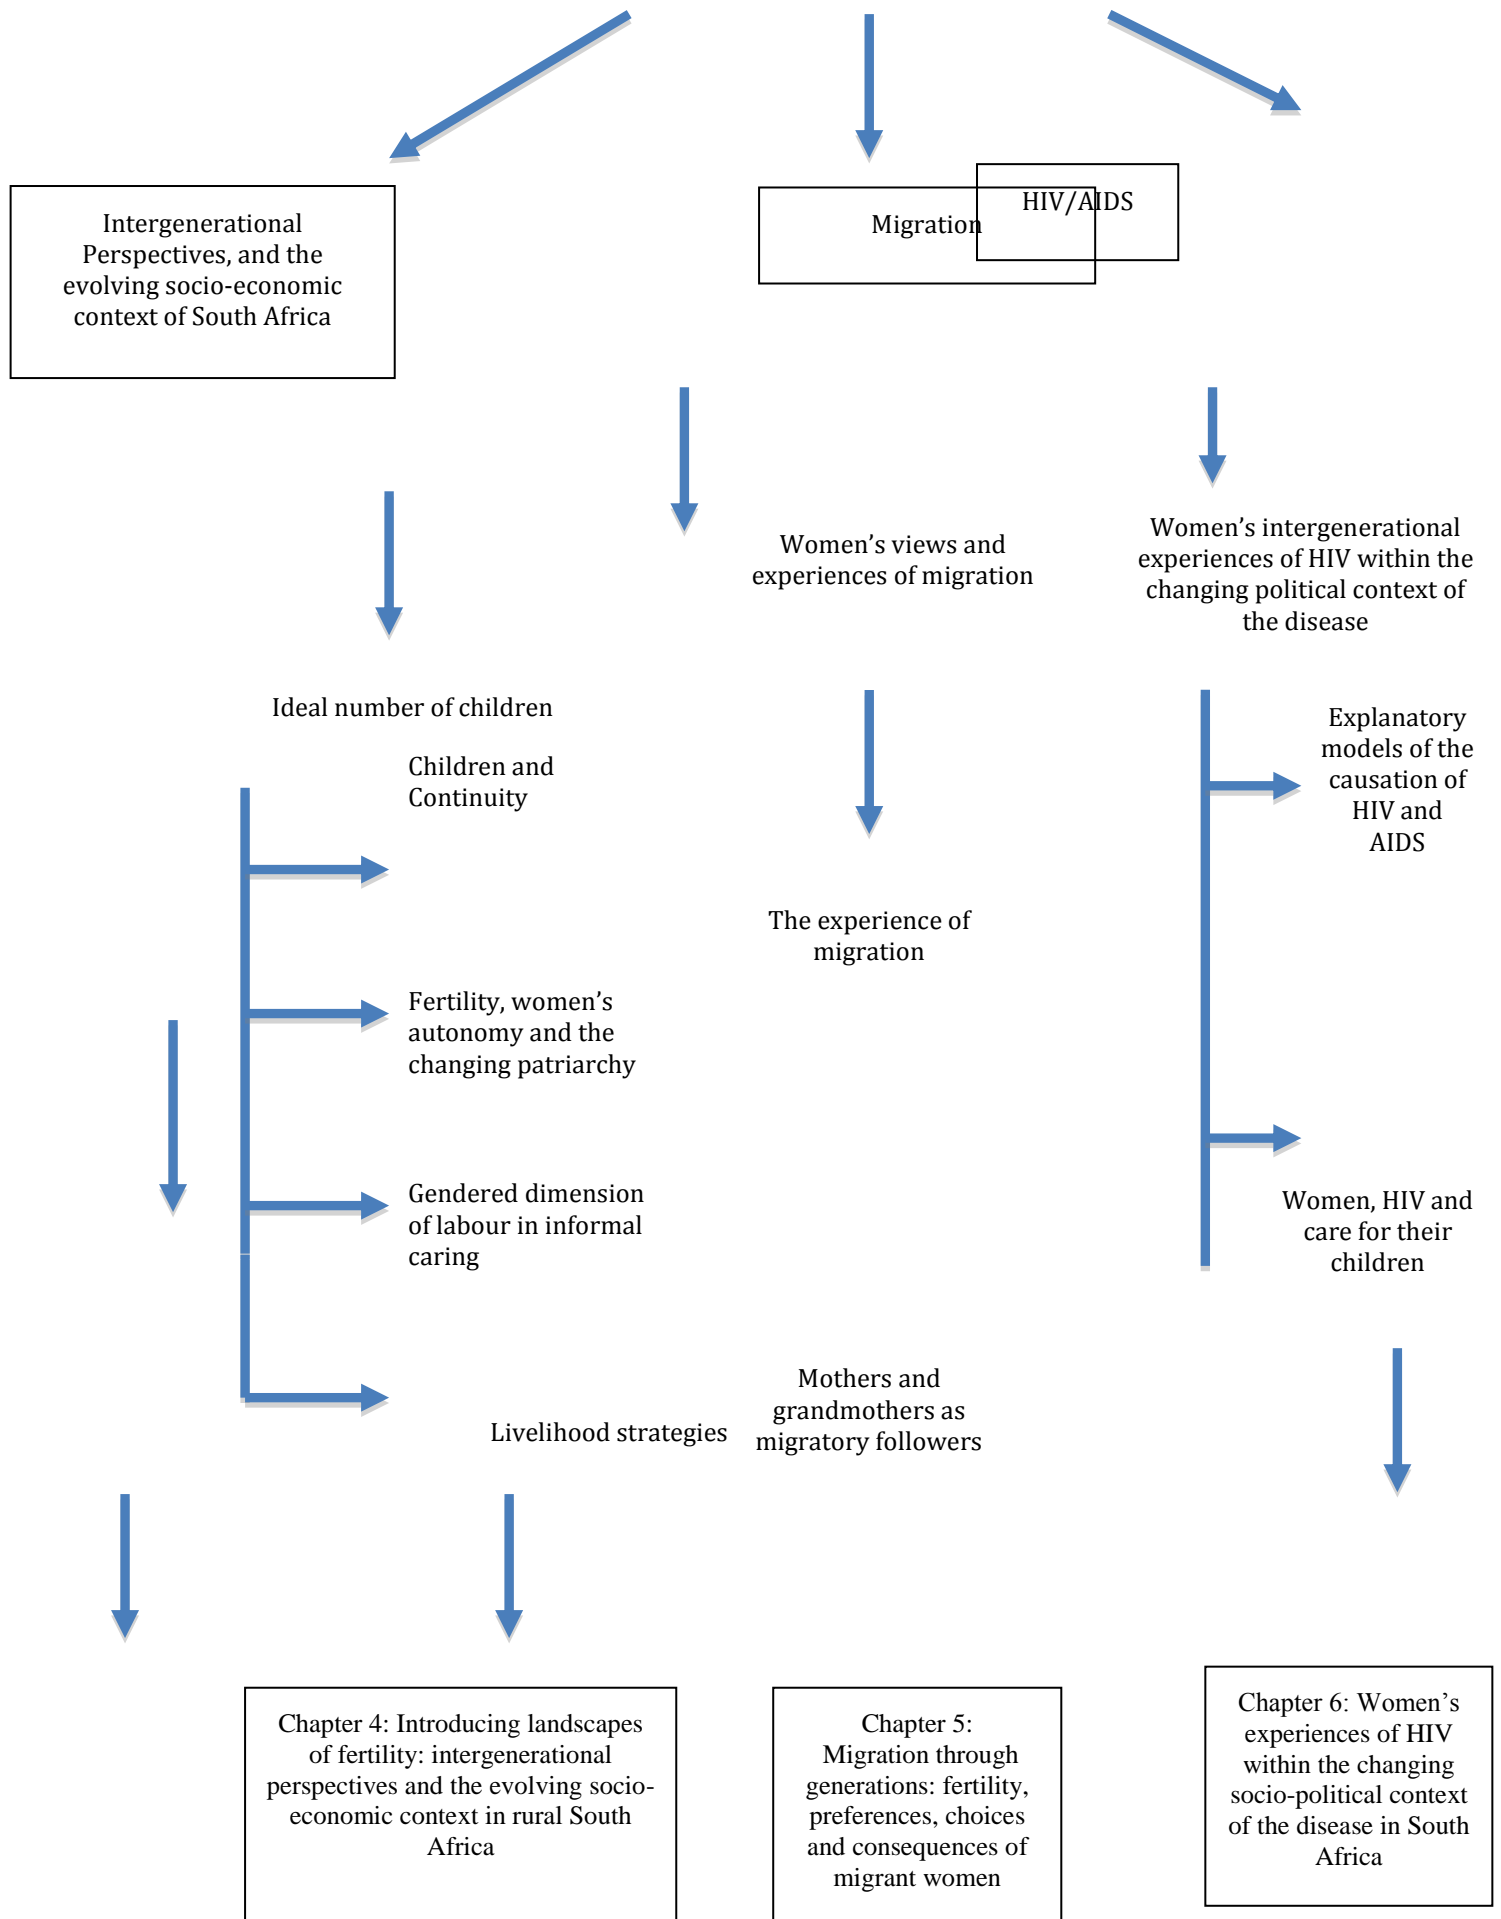 Intergenerational
Perspectives, and the
evolving socio-economic
context of South Africa
Migration
HIV/AIDS
Women’s views and
experiences of migration
Women’s intergenerational
experiences of HIV within the
changing political context of
the disease
Ideal number of children
Children and
Continuity
Explanatory
models of the
causation of
HIV and
AIDS
The experience of
migration
Fertility, women’s
autonomy and the
changing patriarchy
Gendered dimension
of labour in informal
caring
Women, HIV and
care for their
children
Livelihood strategies
Mothers and
grandmothers as
migratory followers
Chapter 4: Introducing landscapes
of fertility: intergenerational
perspectives and the evolving socio-
economic context in rural South
Africa
Chapter 5:
Migration through
generations: fertility,
preferences, choices
and consequences of
migrant women
Chapter 6: Women’s
experiences of HIV
within the changing
socio-political context
of the disease in South
Africa